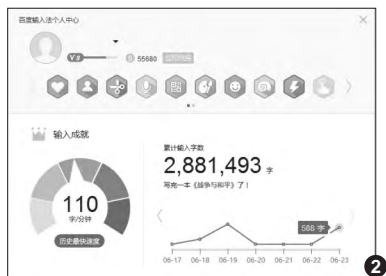 百度输入法个人中心
V 8
55680
输入成就
累计输入字数
2,881,493 字
写完一本《战争与和平》了！
110
字/分钟
历史最快速度
588 字
06-17 06-18 06-19 06-20 06-21 06-22 06-23
2